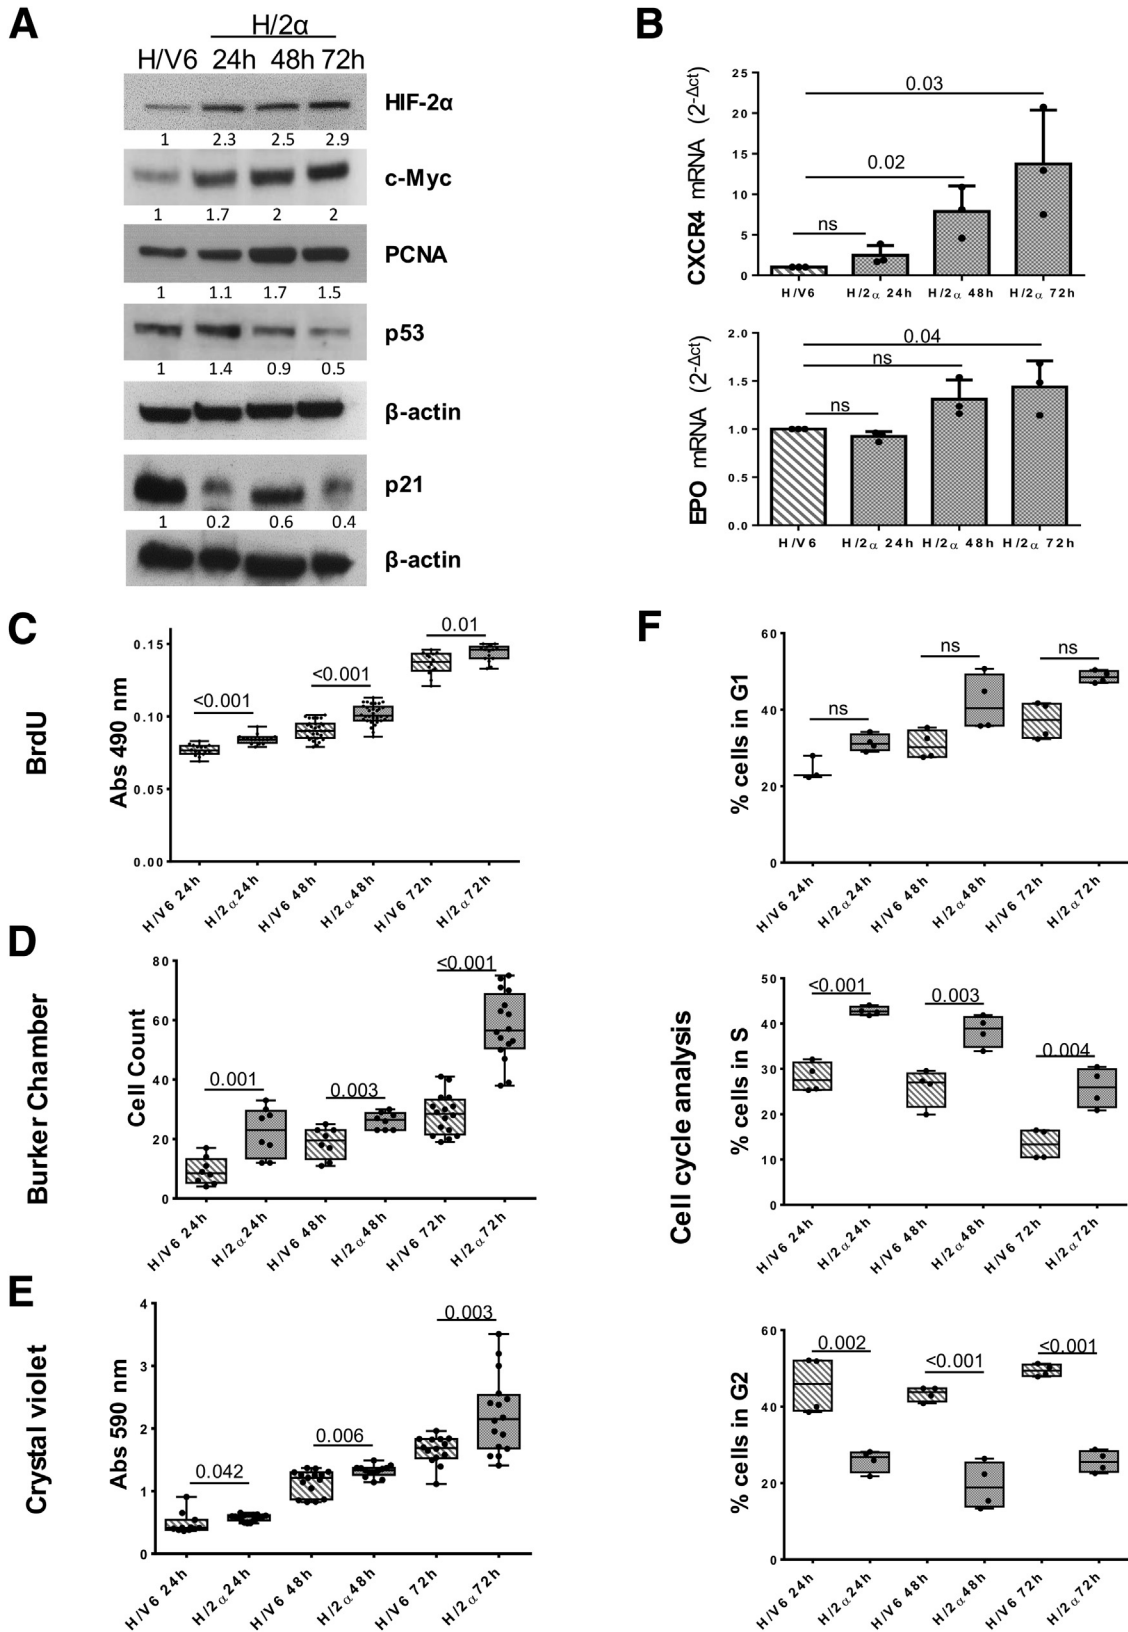 A
H/2α
H/V6 24h 48h 72h
HIF-2α
1 2.3 2.5 2.9
c-Myc
1 1.7 2 2
PCNA
1 1.1 1.7 1.5
p53
1 1.4 0.9 0.5
β-actin
p21
1 0.2 0.6 0.4
β-actin
B
CXCR4 mRNA (2-Δct)
25
20
15
10
5
0
0.03
0.02
ns
H/V6 H/2α 24h H/2α 48h H/2α 72h
EPO mRNA (2-Δct)
2.0
1.5
1.0
0.5
0.0
0.04
ns
ns
H/V6 H/2α 24h H/2α 48h H/2α 72h
C
BrdU
Abs 490 nm
0.15
0.10
0.05
0.00
<0.001
<0.001
0.01
H/V6 24h H/2α24h H/V6 48h H/2α48h H/V6 72h H/2α72h
D
Burker Chamber
Cell Count
80
60
40
20
0
0.001
0.003
<0.001
H/V6 24h H/2α24h H/V6 48h H/2α48h H/V6 72h H/2α72h
E
Crystal violet
Abs 590 nm
4
3
2
1
0
0.042
0.006
0.003
H/V6 24h H/2α24h H/V6 48h H/2α48h H/V6 72h H/2α72h
F
Cell cycle analysis
% cells in G1
60
40
20
0
ns
ns
ns
H/V6 24h H/2α24h H/V6 48h H/2α48h H/V6 72h H/2α72h
% cells in S
50
40
30
20
10
0
<0.001
0.003
0.004
H/V6 24h H/2α24h H/V6 48h H/2α48h H/V6 72h H/2α72h
% cells in G2
60
40
20
0
0.002
<0.001
<0.001
H/V6 24h H/2α24h H/V6 48h H/2α48h H/V6 72h H/2α72h